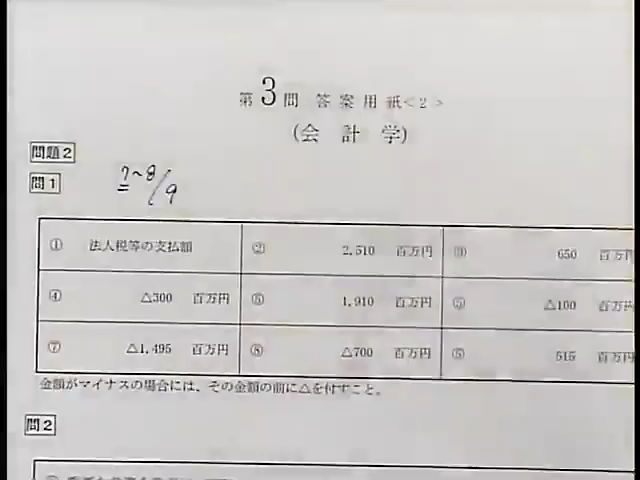 第3問 答案用紙<2>
(会計学)
問題2
問1
7~8/9
① 法人税等の支払額 ② 2,510 百万円 ③ 650 百万円
④ △300 百万円 ⑤ 1,910 百万円 △100 百万円
⑦ △1,495 百万円 ⑧ △700 百万円 515 百万円
金額がマイナスの場合には、その金額の前に△を付すこと。
問2